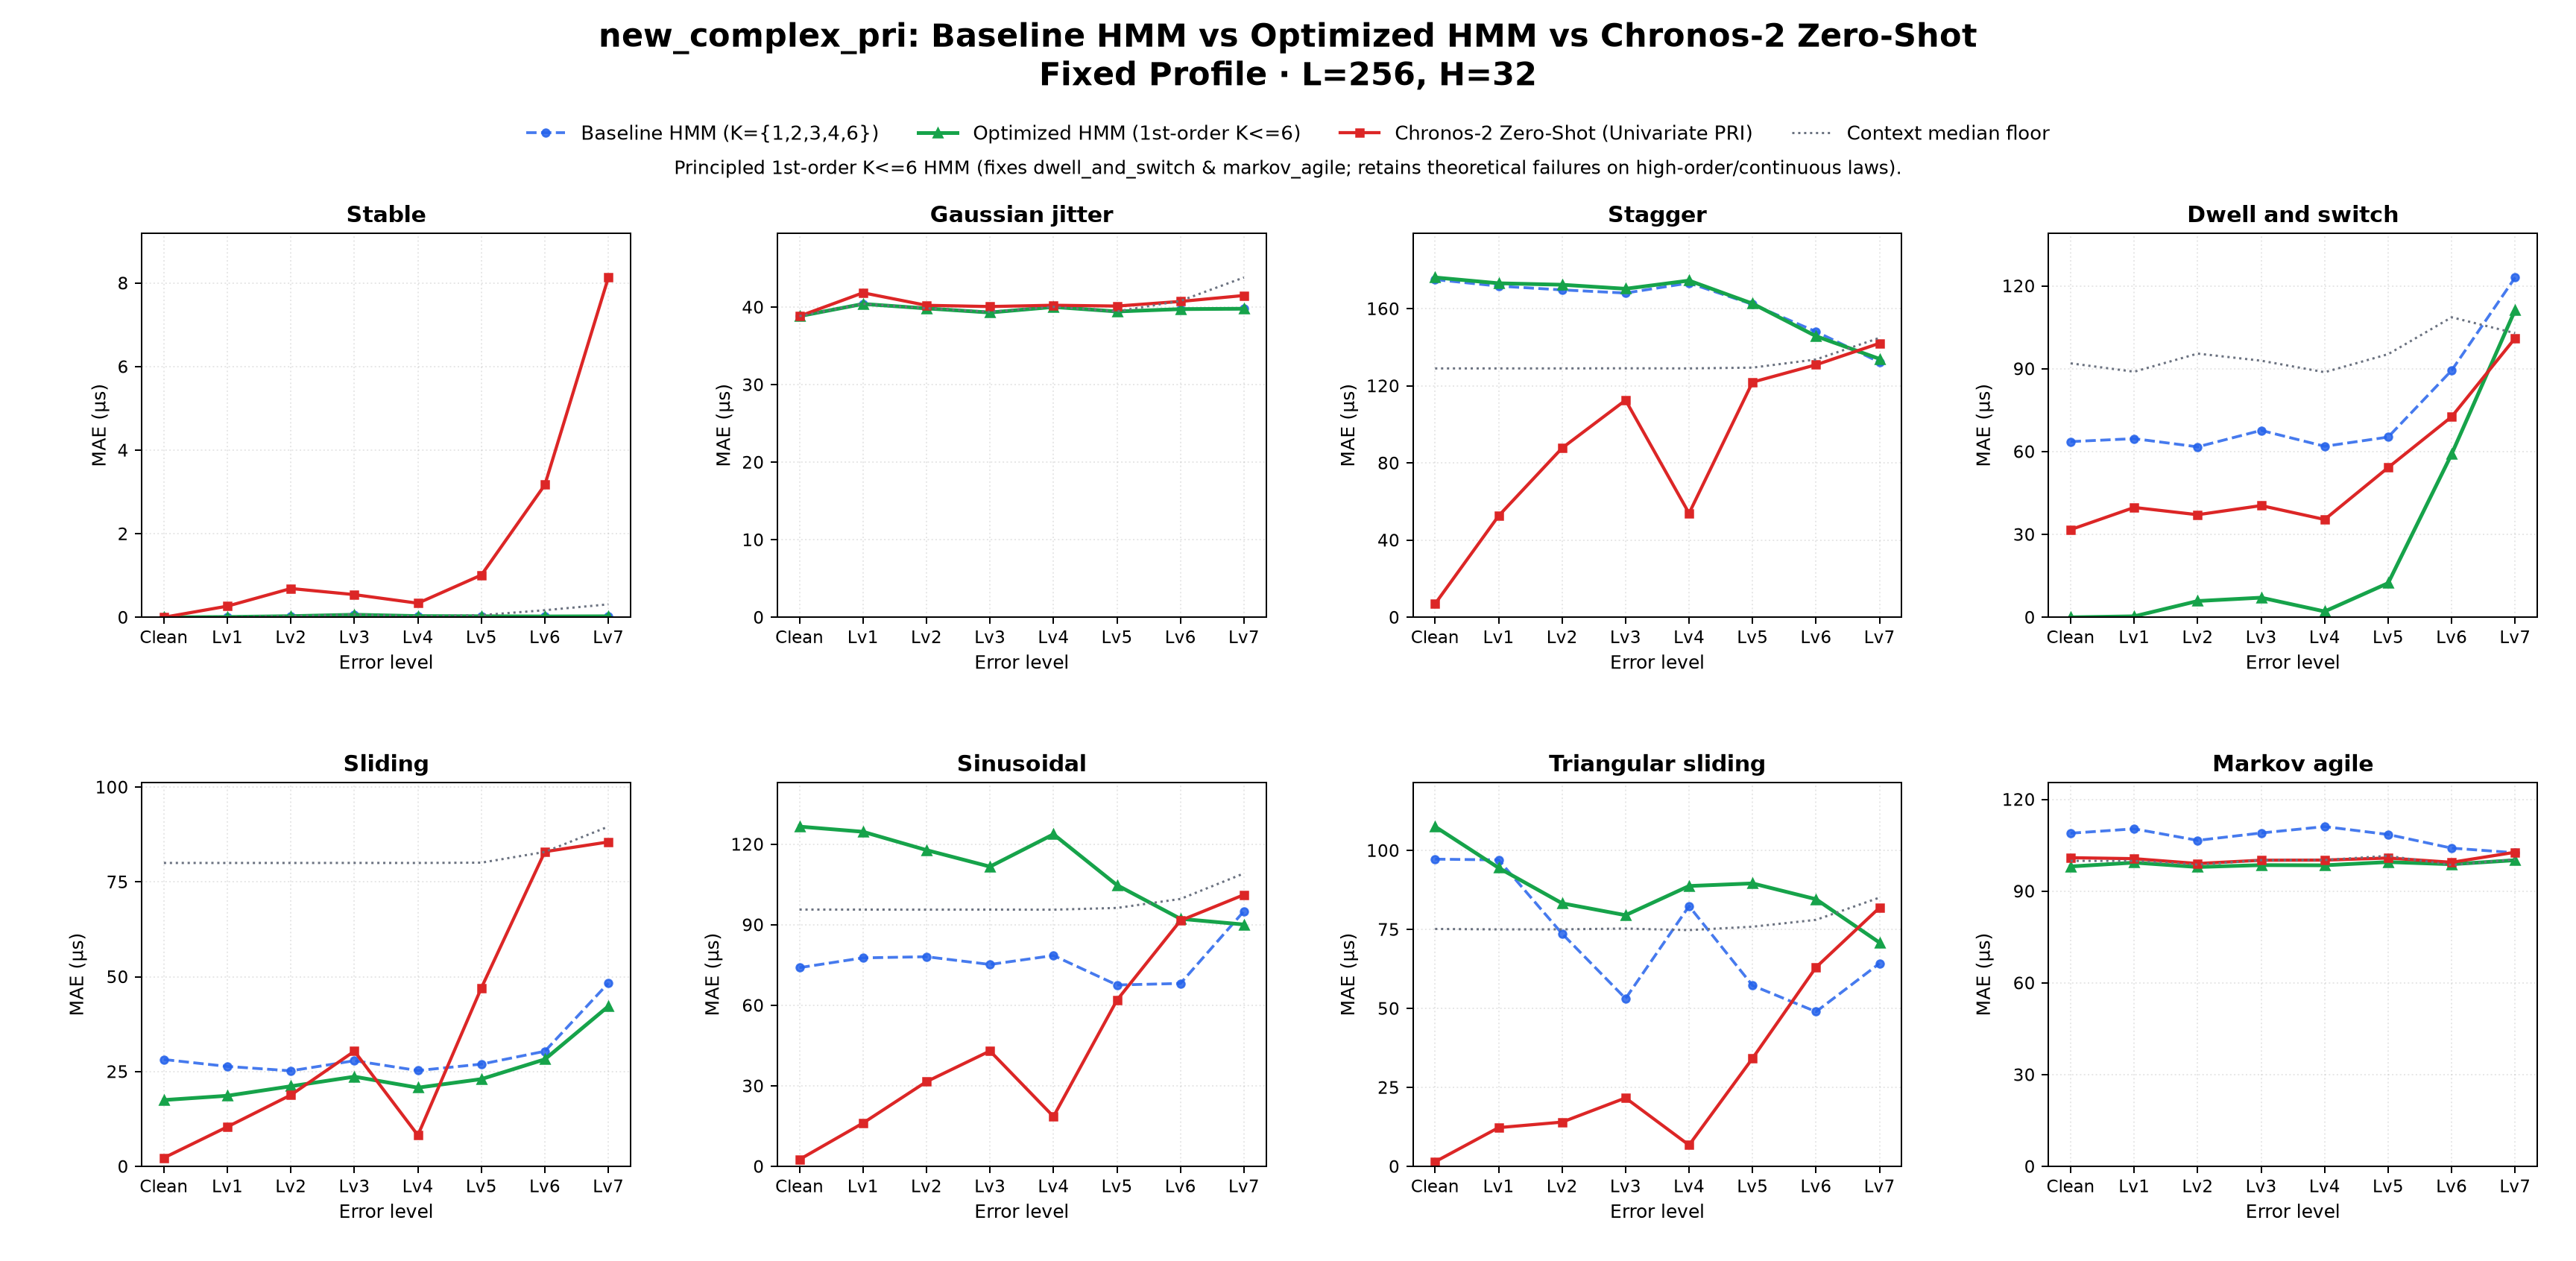 new_complex_pri: Baseline HMM vs Optimized HMM vs Chronos-2 Zero-Shot
Fixed Profile · L=256, H=32
Baseline HMM (K={1,2,3,4,6}) Optimized HMM (1st-order K<=6) Chronos-2 Zero-Shot (Univariate PRI) Context median floor
Principled 1st-order K<=6 HMM (fixes dwell_and_switch & markov_agile; retains theoretical failures on high-order/continuous laws).
Stable
MAE (μs)
8
6
4
2
0
Clean Lv1 Lv2 Lv3 Lv4 Lv5 Lv6 Lv7
Error level
Gaussian jitter
MAE (μs)
40
30
20
10
0
Clean Lv1 Lv2 Lv3 Lv4 Lv5 Lv6 Lv7
Error level
Stagger
MAE (μs)
160
120
80
40
0
Clean Lv1 Lv2 Lv3 Lv4 Lv5 Lv6 Lv7
Error level
Dwell and switch
MAE (μs)
120
90
60
30
0
Clean Lv1 Lv2 Lv3 Lv4 Lv5 Lv6 Lv7
Error level
Sliding
MAE (μs)
100
75
50
25
0
Clean Lv1 Lv2 Lv3 Lv4 Lv5 Lv6 Lv7
Error level
Sinusoidal
MAE (μs)
120
90
60
30
0
Clean Lv1 Lv2 Lv3 Lv4 Lv5 Lv6 Lv7
Error level
Triangular sliding
MAE (μs)
100
75
50
25
0
Clean Lv1 Lv2 Lv3 Lv4 Lv5 Lv6 Lv7
Error level
Markov agile
MAE (μs)
120
90
60
30
0
Clean Lv1 Lv2 Lv3 Lv4 Lv5 Lv6 Lv7
Error level